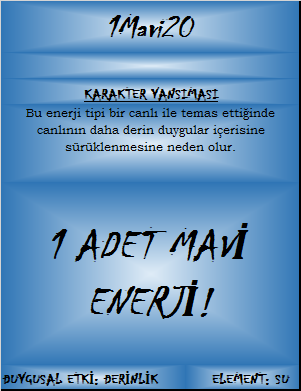 1Mavi20
KARAKTER YANSIMASI
Bu enerji tipi bir canlı ile temas ettiğinde
canlının daha derin duygular içerisine
sürüklenmesine neden olur.
1 ADET MAVİ
ENERJİ!
DUYGUSAL ETKİ: DERİNLİK ELEMENT: SU